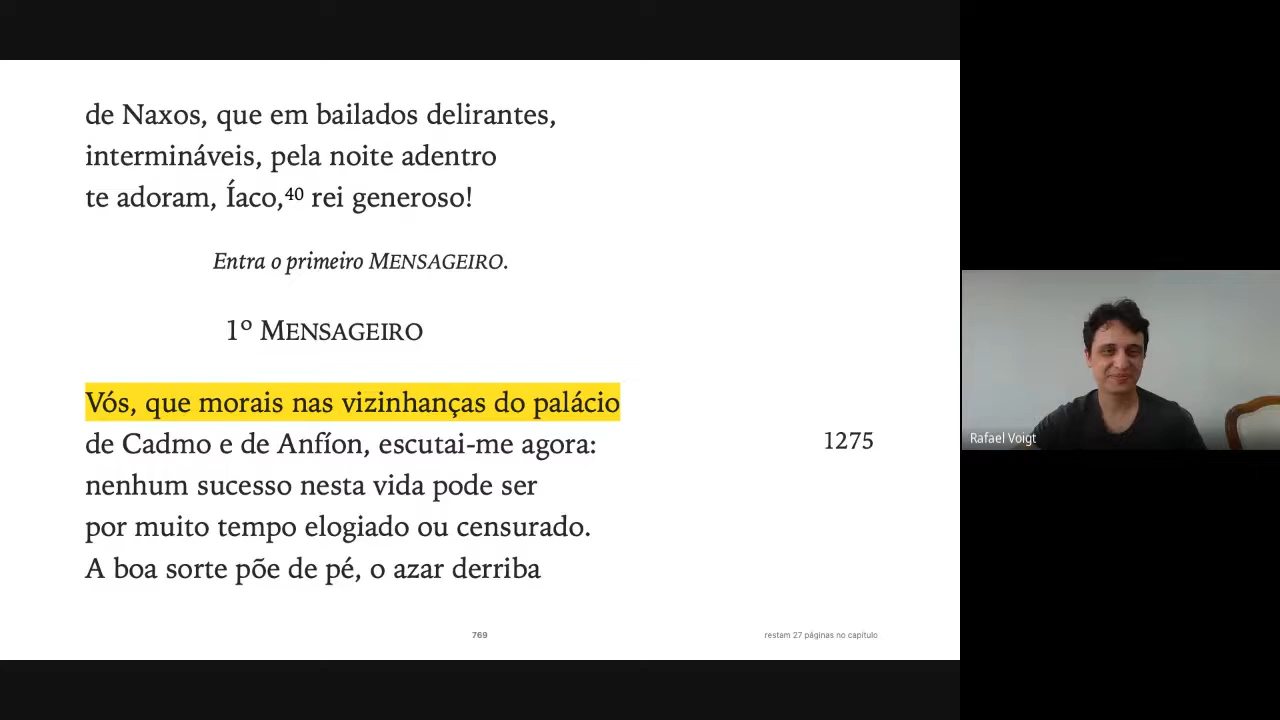 de Naxos, que em bailados delirantes,
intermináveis, pela noite adentro
te adoram, Íaco,⁴⁰ rei generoso!
Entra o primeiro MENSAGEIRO.
1º MENSAGEIRO
Vós, que morais nas vizinhanças do palácio
de Cadmo e de Anfíon, escutai-me agora:
1275
nenhum sucesso nesta vida pode ser
por muito tempo elogiado ou censurado.
A boa sorte põe de pé, o azar derriba
769
restam 27 páginas no capítulo
Rafael Voigt